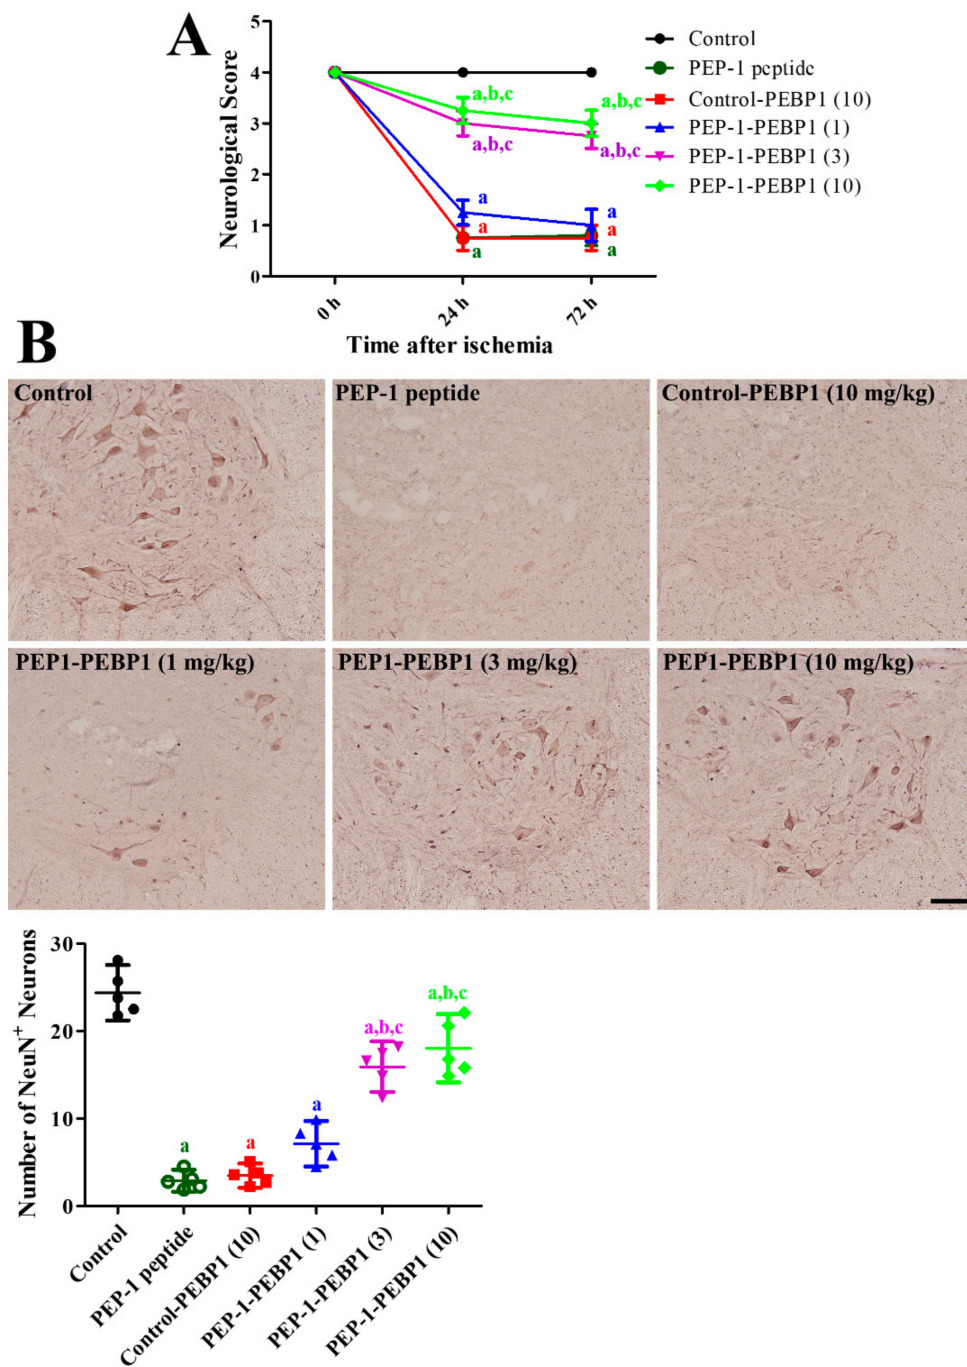 A
5
4
3
2
1
0
Neurological Score
a,b,c
a,b,c
a,b,c
a,b,c
a
a
a
a
a
a
0 h
24 h
72 h
Time after ischemia
Control
PEP-1 peptide
Control-PEBP1 (10)
PEP-1-PEBP1 (1)
PEP-1-PEBP1 (3)
PEP-1-PEBP1 (10)
B
Control
PEP-1 peptide
Control-PEBP1 (10 mg/kg)
PEP1-PEBP1 (1 mg/kg)
PEP1-PEBP1 (3 mg/kg)
PEP1-PEBP1 (10 mg/kg)
Number of NeuN⁺ Neurons
30
20
10
0
a
a
a
a,b,c
a,b,c
Control
PEP-1 peptide
Control-PEBP1 (10)
PEP-1-PEBP1 (1)
PEP-1-PEBP1 (3)
PEP-1-PEBP1 (10)